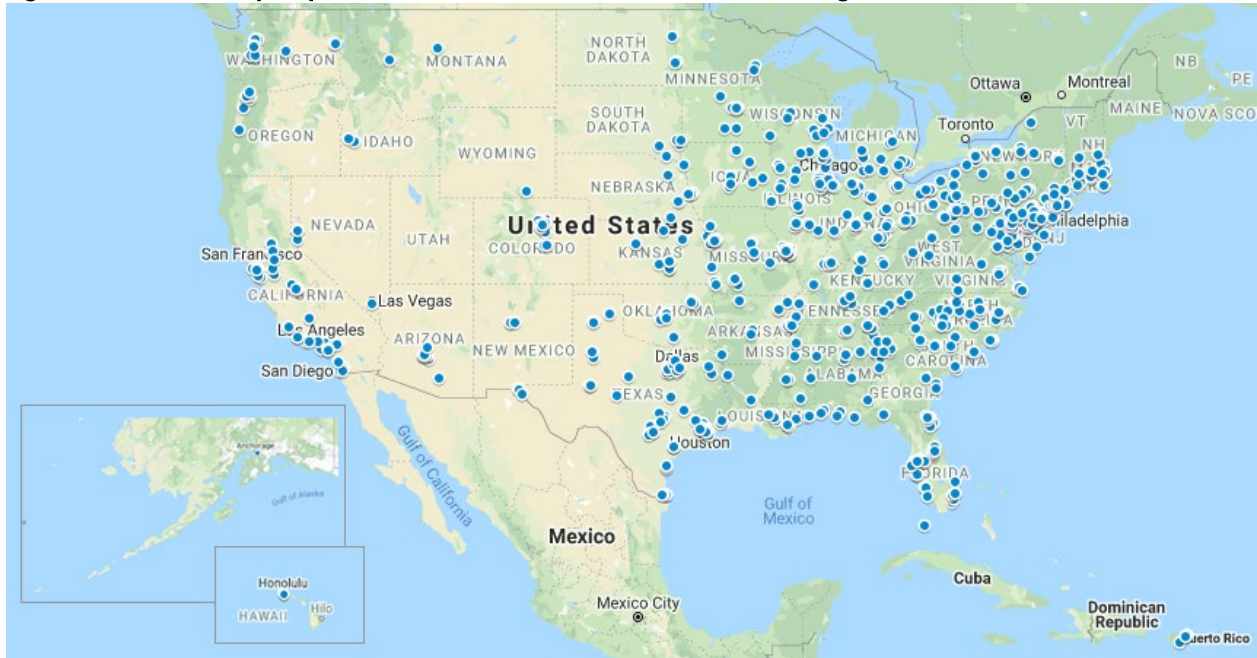 NORTH
DAKOTA
MINNESOTA
WASHINGTON
MONTANA
Ottawa
Montreal
NB
PE
MAINE
NOVA SCO
VT
NH
Toronto
SOUTH
DAKOTA
WISCONSIN
MICHIGAN
OREGON
IDAHO
WYOMING
Chicago
NEW YORK
NEBRASKA
IOWA
ILLINOIS
INDIANA
OHIO
Philadelphia
NJ
NEVADA
UTAH
COLORADO
United States
KANSAS
MISSOURI
WEST
VIRGINIA
KENTUCKY
VIRGINIA
San Francisco
CALIFORNIA
Las Vegas
Los Angeles
San Diego
ARIZONA
NEW MEXICO
OKLAHOMA
ARKANSAS
TENNESSEE
NORTH
CAROLINA
Dallas
MISSISSIPPI
ALABAMA
CAROLINA
GEORGIA
TEXAS
LOUISIANA
Houston
FLORIDA
Gulf of
Mexico
Gulf of California
Mexico
Mexico City
Cuba
Dominican
Republic
Puerto Rico
Anchorage
Gulf of Alaska
Honolulu
HAWAII
Hilo